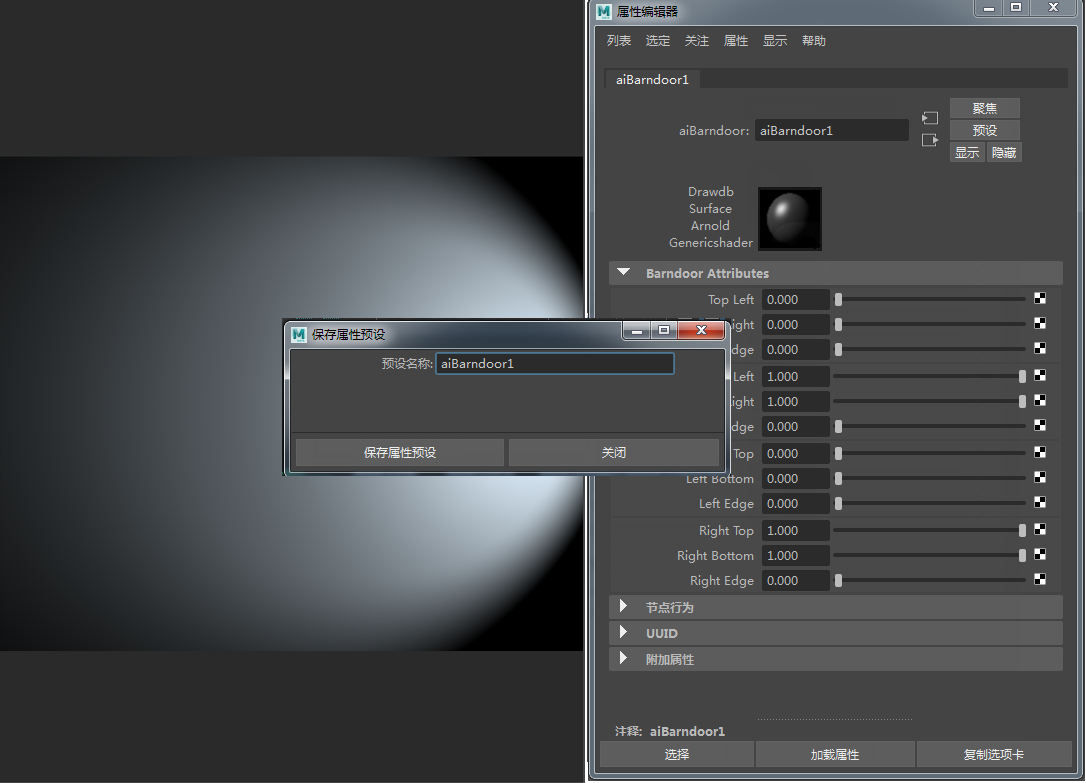 属性编辑器
列表 选定 关注 属性 显示 帮助
aiBarndoor1
聚焦
aiBarndoor: aiBarndoor1
预设
显示 隐藏
Drawdb
Surface
Arnold
Genericshader
Barndoor Attributes
Top Left 0.000
ight 0.000
dge 0.000
Left 1.000
ight 1.000
dge 0.000
Top 0.000
Left Bottom 0.000
Left Edge 0.000
Right Top 1.000
Right Bottom 1.000
Right Edge 0.000
节点行为
UUID
附加属性
注释: aiBarndoor1
选择 加载属性 复制选项卡
保存属性预设
预设名称: aiBarndoor1
保存属性预设 关闭